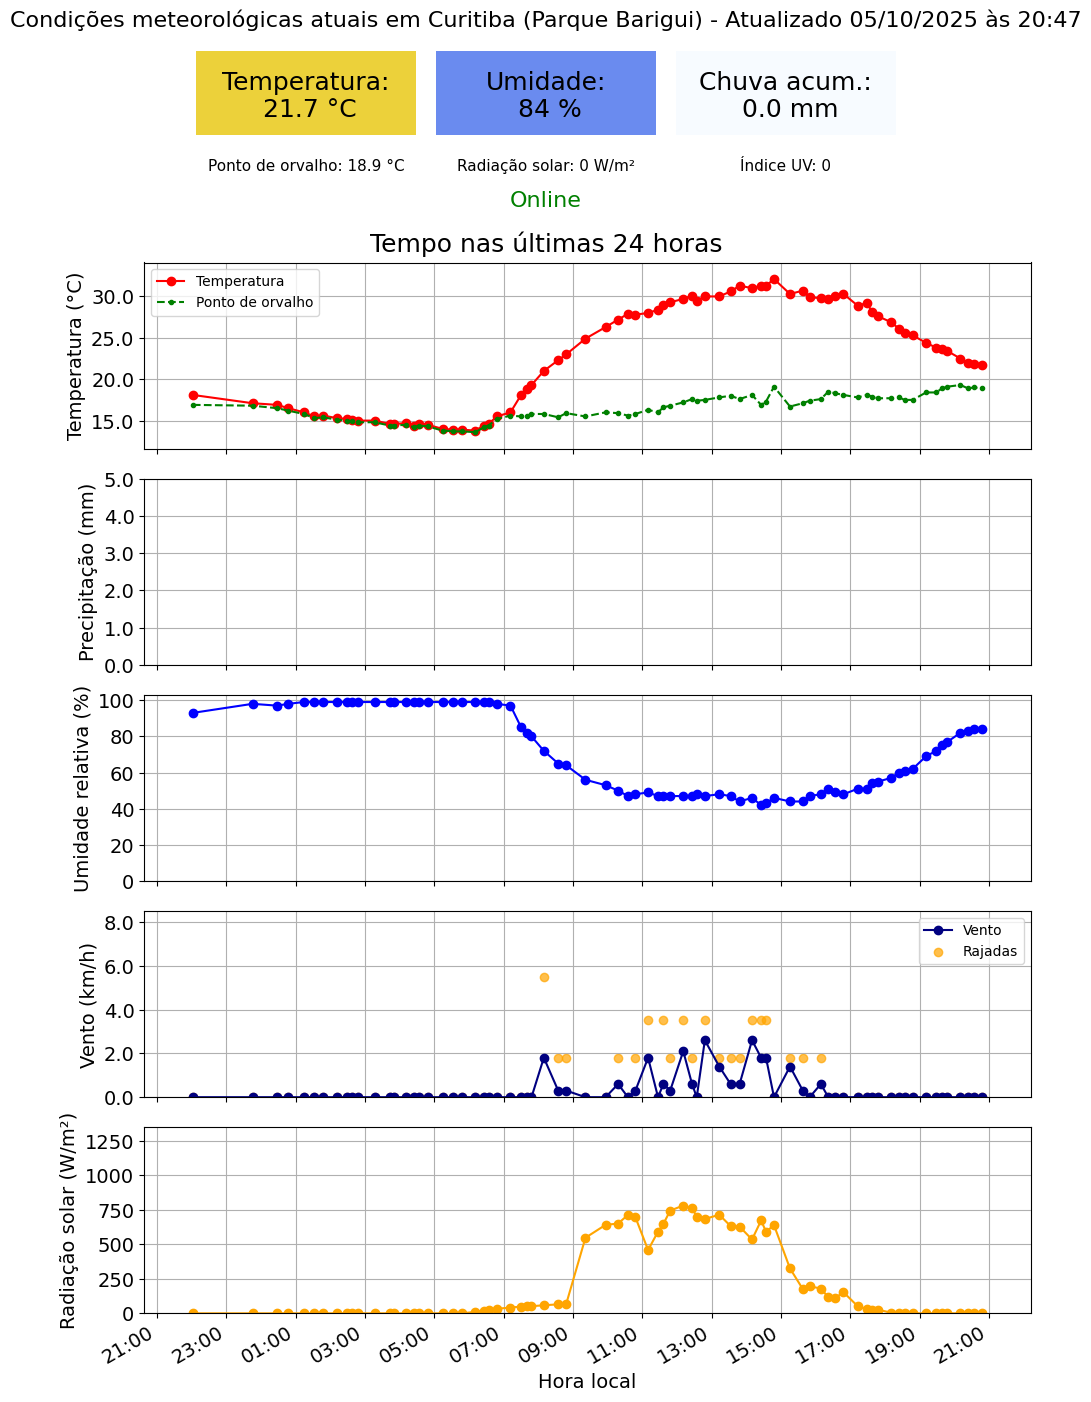 Condições meteorológicas atuais em Curitiba (Parque Barigui) - Atualizado 05/10/2025 às 20:47
Temperatura:
21.7 °C
Umidade:
84 %
Chuva acum.:
0.0 mm
Ponto de orvalho: 18.9 °C
Radiação solar: 0 W/m²
Índice UV: 0
Online
Tempo nas últimas 24 horas
Temperatura (°C)
30.0
25.0
20.0
15.0
Temperatura
Ponto de orvalho
Precipitação (mm)
5.0
4.0
3.0
2.0
1.0
0.0
Umidade relativa (%)
100
80
60
40
20
0
Vento (km/h)
8.0
6.0
4.0
2.0
0.0
Vento
Rajadas
Radiação solar (W/m²)
1250
1000
750
500
250
0
21:00
23:00
01:00
03:00
05:00
07:00
09:00
11:00
13:00
15:00
17:00
19:00
21:00
Hora local